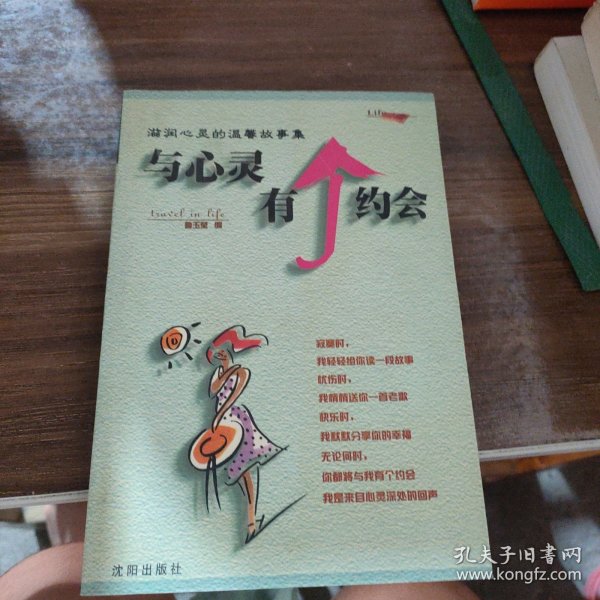 Life
滋润心灵的温馨故事集
与心灵
有个约会
travel in life
编
寂寞时，
我轻轻给你读一段故事
忧伤时，
我悄悄送你一首老歌
快乐时，
我默默分享你的幸福
无论何时，
你都将与我有个约会
我是来自心灵深处的回声
沈阳出版社
孔夫子旧书网
www.kongfz.com